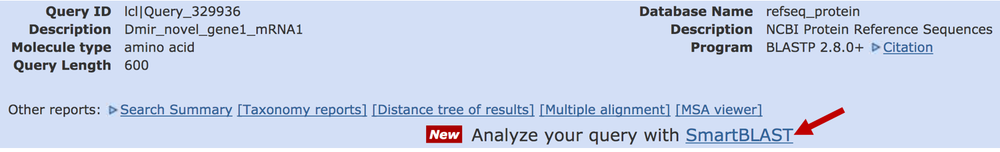 Query ID lcl|Query_329936
Description Dmir_novel_gene1_mRNA1
Molecule type amino acid
Query Length 600
Database Name refseq_protein
Description NCBI Protein Reference Sequences
Program BLASTP 2.8.0+ Citation
Other reports: Search Summary [Taxonomy reports] [Distance tree of results] [Multiple alignment] [MSA viewer]
New Analyze your query with SmartBLAST